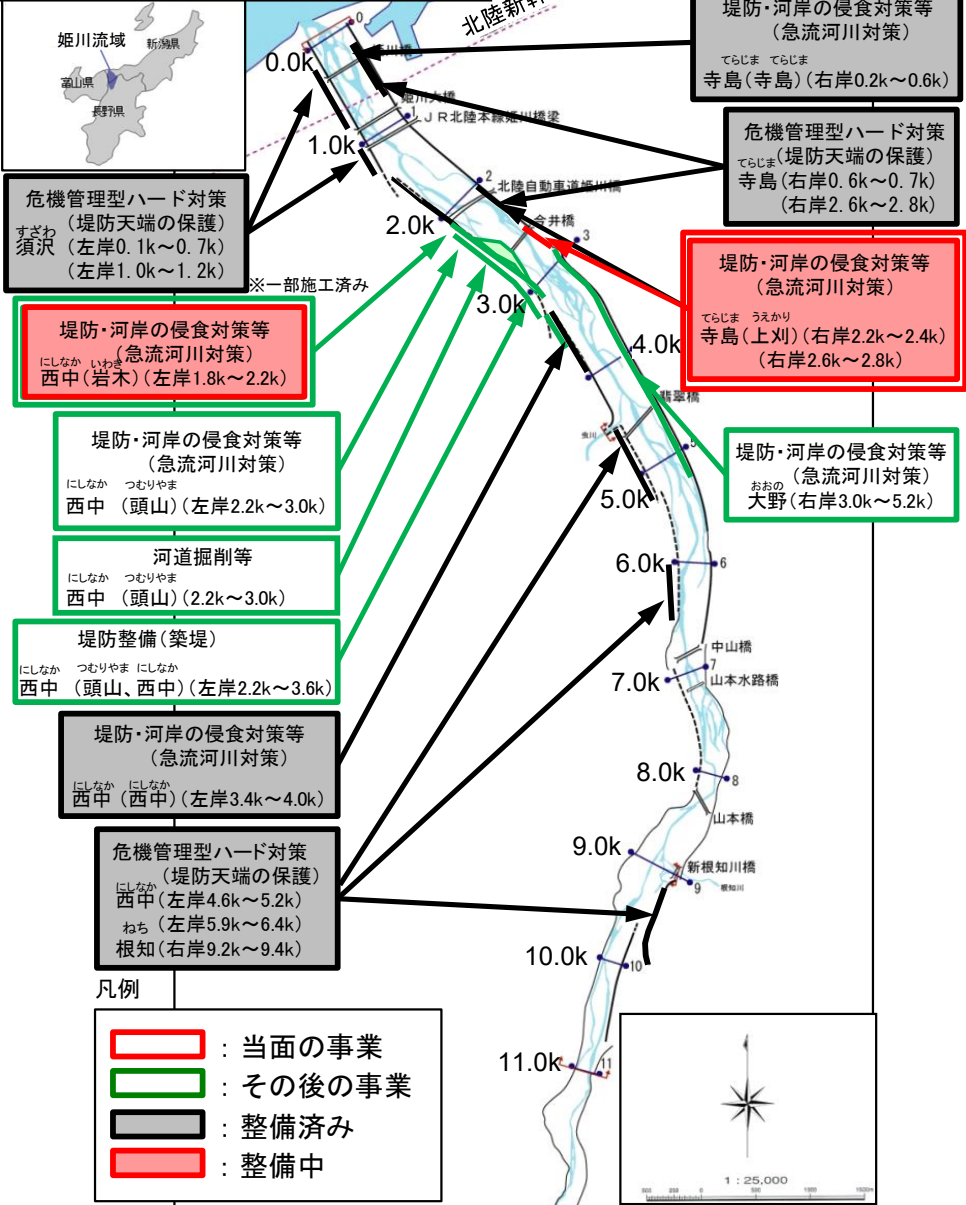 姫川流域
新潟県
富山県
長野県
北陸新幹
0
0.0k
姫川橋
姫川大橋
1
JR北陸本線姫川橋梁
1.0k
2
北陸自動車道姫川橋
2.0k
今井橋
3
3.0k
4.0k
翡翠橋
虫川
5
5.0k
6.0k
6
中山橋
7
山本水路橋
7.0k
8.0k
8
山本橋
9.0k
新根知川橋
9
根知川
10.0k
10
11.0k
11
堤防・河岸の侵食対策等
(急流河川対策)
てらじま てらじま
寺島(寺島)(右岸0.2k~0.6k)
危機管理型ハード対策
(堤防天端の保護)
てらじま
寺島(右岸0.6k~0.7k)
(右岸2.6k~2.8k)
堤防・河岸の侵食対策等
(急流河川対策)
てらじま うえかり
寺島(上刈)(右岸2.2k~2.4k)
(右岸2.6k~2.8k)
堤防・河岸の侵食対策等
(急流河川対策)
おおの
大野(右岸3.0k~5.2k)
危機管理型ハード対策
(堤防天端の保護)
すざわ
須沢
(左岸0.1k~0.7k)
(左岸1.0k~1.2k)
※一部施工済み
堤防・河岸の侵食対策等
(急流河川対策)
にしなか いわき
西中(岩木)(左岸1.8k~2.2k)
堤防・河岸の侵食対策等
(急流河川対策)
にしなか つむりやま
西中 (頭山)(左岸2.2k~3.0k)
河道掘削等
にしなか つむりやま
西中 (頭山)(2.2k~3.0k)
堤防整備(築堤)
にしなか つむりやま にしなか
西中 (頭山、西中)(左岸2.2k~3.6k)
堤防・河岸の侵食対策等
(急流河川対策)
にしなか にしなか
西中 (西中)(左岸3.4k~4.0k)
危機管理型ハード対策
(堤防天端の保護)
にしなか
西中(左岸4.6k~5.2k)
ねち (左岸5.9k~6.4k)
根知(右岸9.2k~9.4k)
凡例
:当面の事業
:その後の事業
:整備済み
:整備中
1:25,000
500 250 0 500 1000 1500m